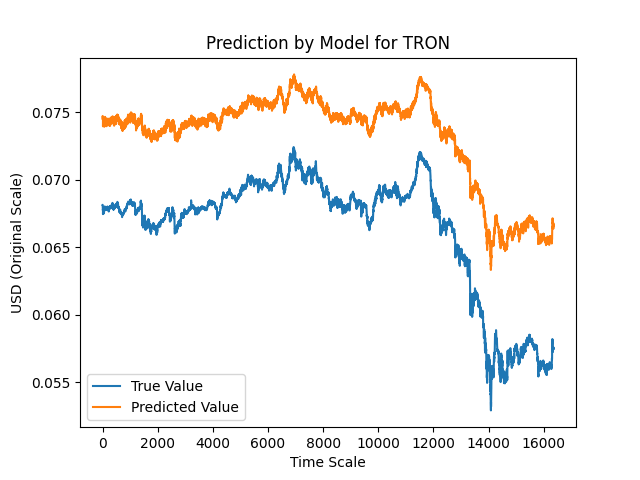 Prediction by Model for TRON
USD (Original Scale)
0.075
0.070
0.065
0.060
0.055
True Value
Predicted Value
0 2000 4000 6000 8000 10000 12000 14000 16000
Time Scale